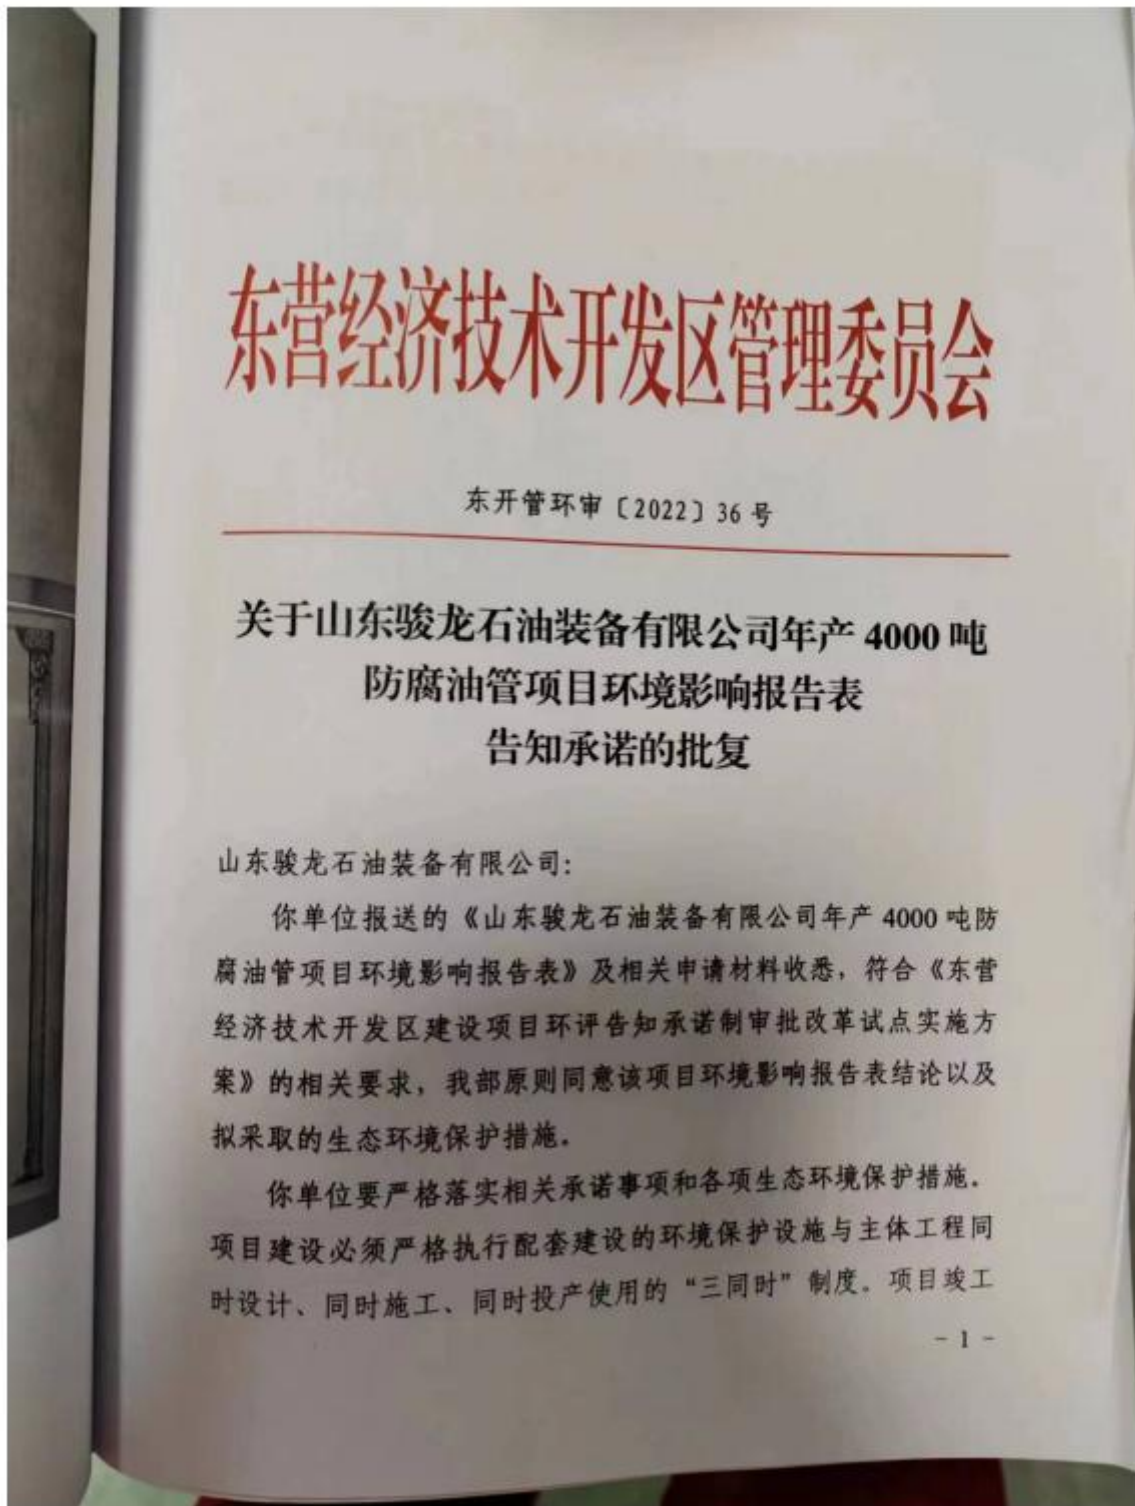 东营经济技术开发区管理委员会
东开管环审〔2022〕36号
关于山东骏龙石油装备有限公司年产 4000 吨
防腐油管项目环境影响报告表
告知承诺的批复
山东骏龙石油装备有限公司:
你单位报送的《山东骏龙石油装备有限公司年产 4000 吨防
腐油管项目环境影响报告表》及相关申请材料收悉，符合《东营
经济技术开发区建设项目环评告知承诺制审批改革试点实施方
案》的相关要求，我部原则同意该项目环境影响报告表结论以及
拟采取的生态环境保护措施。
你单位要严格落实相关承诺事项和各项生态环境保护措施。
项目建设必须严格执行配套建设的环境保护设施与主体工程同
时设计、同时施工、同时投产使用的“三同时”制度。项目竣工
- 1 -